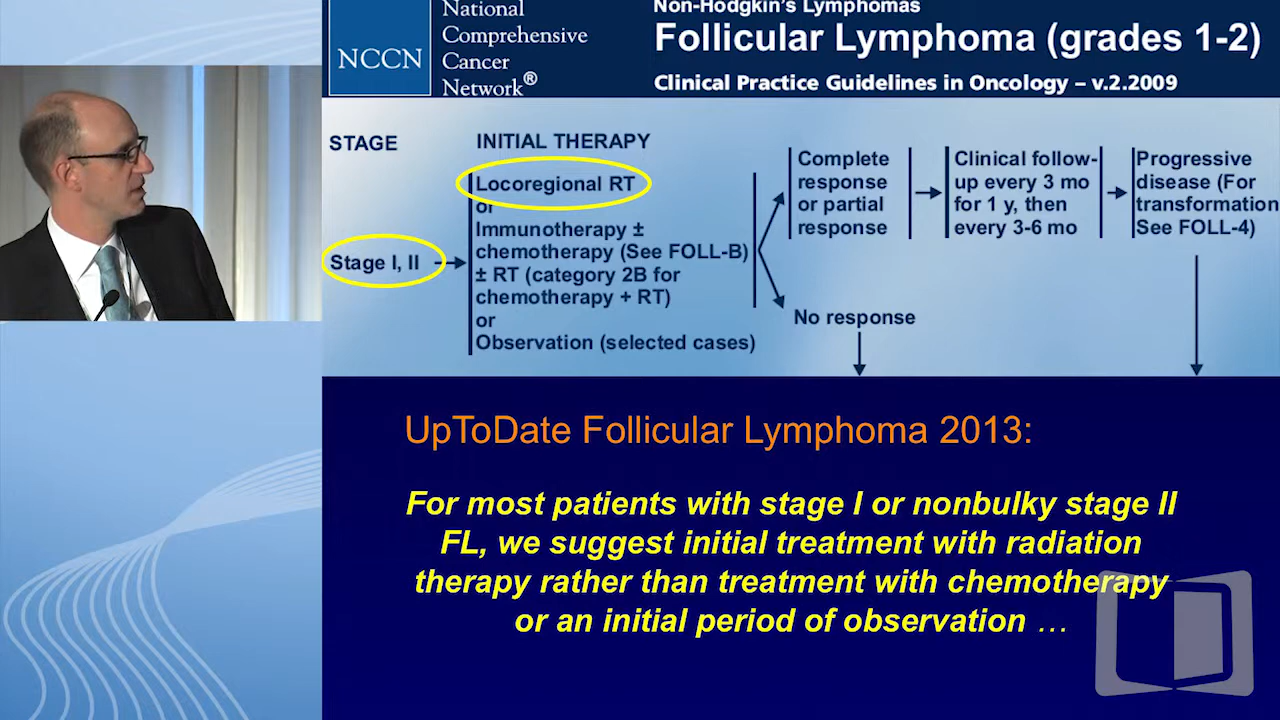 NCCN
National
Comprehensive
Cancer
Network®
Non-Hodgkin's Lymphomas
Follicular Lymphoma (grades 1-2)
Clinical Practice Guidelines in Oncology – v.2.2009
STAGE
INITIAL THERAPY
Stage I, II
Locoregional RT
or
Immunotherapy ±
chemotherapy (See FOLL-B)
± RT (category 2B for
chemotherapy + RT)
or
Observation (selected cases)
Complete
response
or partial
response
No response
Clinical follow-
up every 3 mo
for 1 y, then
every 3-6 mo
Progressive
disease (For
transformation
See FOLL-4)
UpToDate Follicular Lymphoma 2013:
For most patients with stage I or nonbulky stage II
FL, we suggest initial treatment with radiation
therapy rather than treatment with chemotherapy
or an initial period of observation …